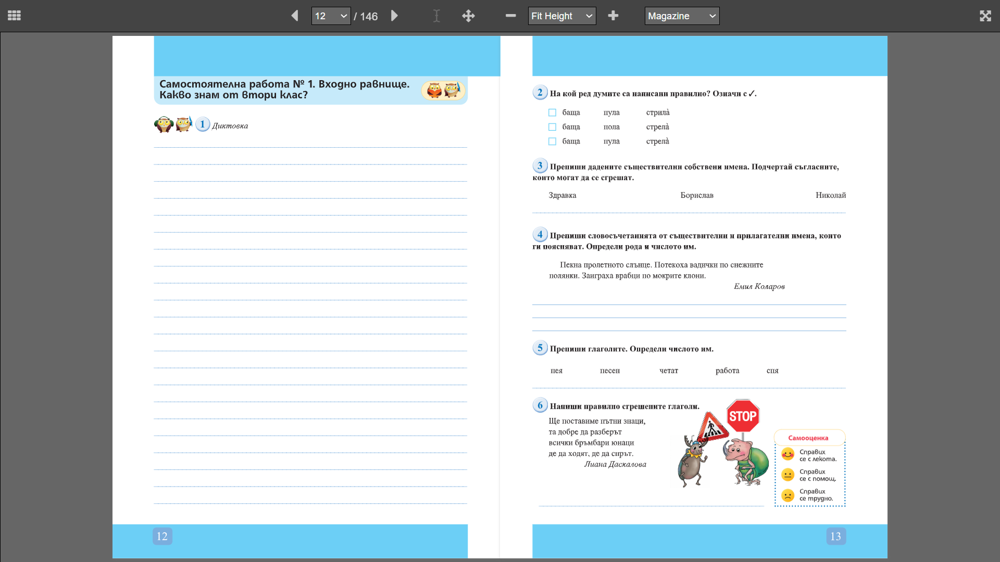 12 / 146 Fit Height Magazine
Самостоятелна работа № 1. Входно равнище.
Какво знам от втори клас?
1 Диктовка
12
2 На кой ред думите са написани правилно? Означи с ✓.
баща пула стрилà
баща пола стрелà
баща пула стрелà
3 Препиши дадените съществителни собствени имена. Подчертай съгласните,
които могат да се сгрешат.
Здравка Борислав Николай
4 Препиши словосъчетанията от съществителни и прилагателни имена, които
ги поясняват. Определи рода и числото им.
Пекна пролетното слънце. Потекоха вадички по снежните
полянки. Заиграха врабци по мокрите клони.
Емил Коларов
5 Препиши глаголите. Определи числото им.
пея песен четат работа спя
6 Напиши правилно сгрешените глаголи.
Ще поставиме пътни знаци,
та добре да разберът
всички бръмбари юнаци
де да ходят, де да спрът.
Лиана Даскалова
STOP
Самооценка
Справих
се с лекота.
Справих
се с помощ.
Справих
се трудно.
13